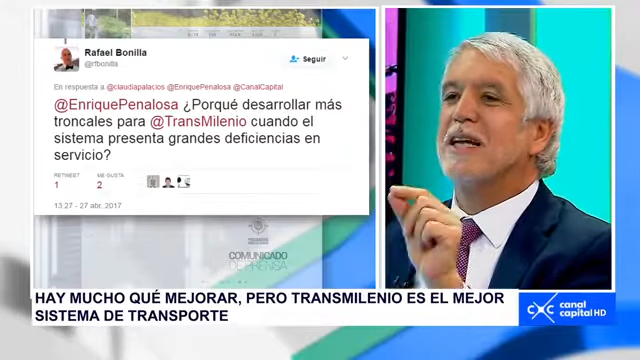 Rafael Bonilla
@rfbonilla
Seguir
En respuesta a @claudiapalacios @EnriquePenalosa @CanalCapital
@EnriquePenalosa ¿Porqué desarrollar más
troncales para @TransMilenio cuando el
sistema presenta grandes deficiencias en
servicio?
RETWEET
ME GUSTA
1
2
13:27 - 27 abr. 2017
COMUNICADO
DE PRENSA
HAY MUCHO QUÉ MEJORAR, PERO TRANSMILENIO ES EL MEJOR
SISTEMA DE TRANSPORTE
canal
capital HD